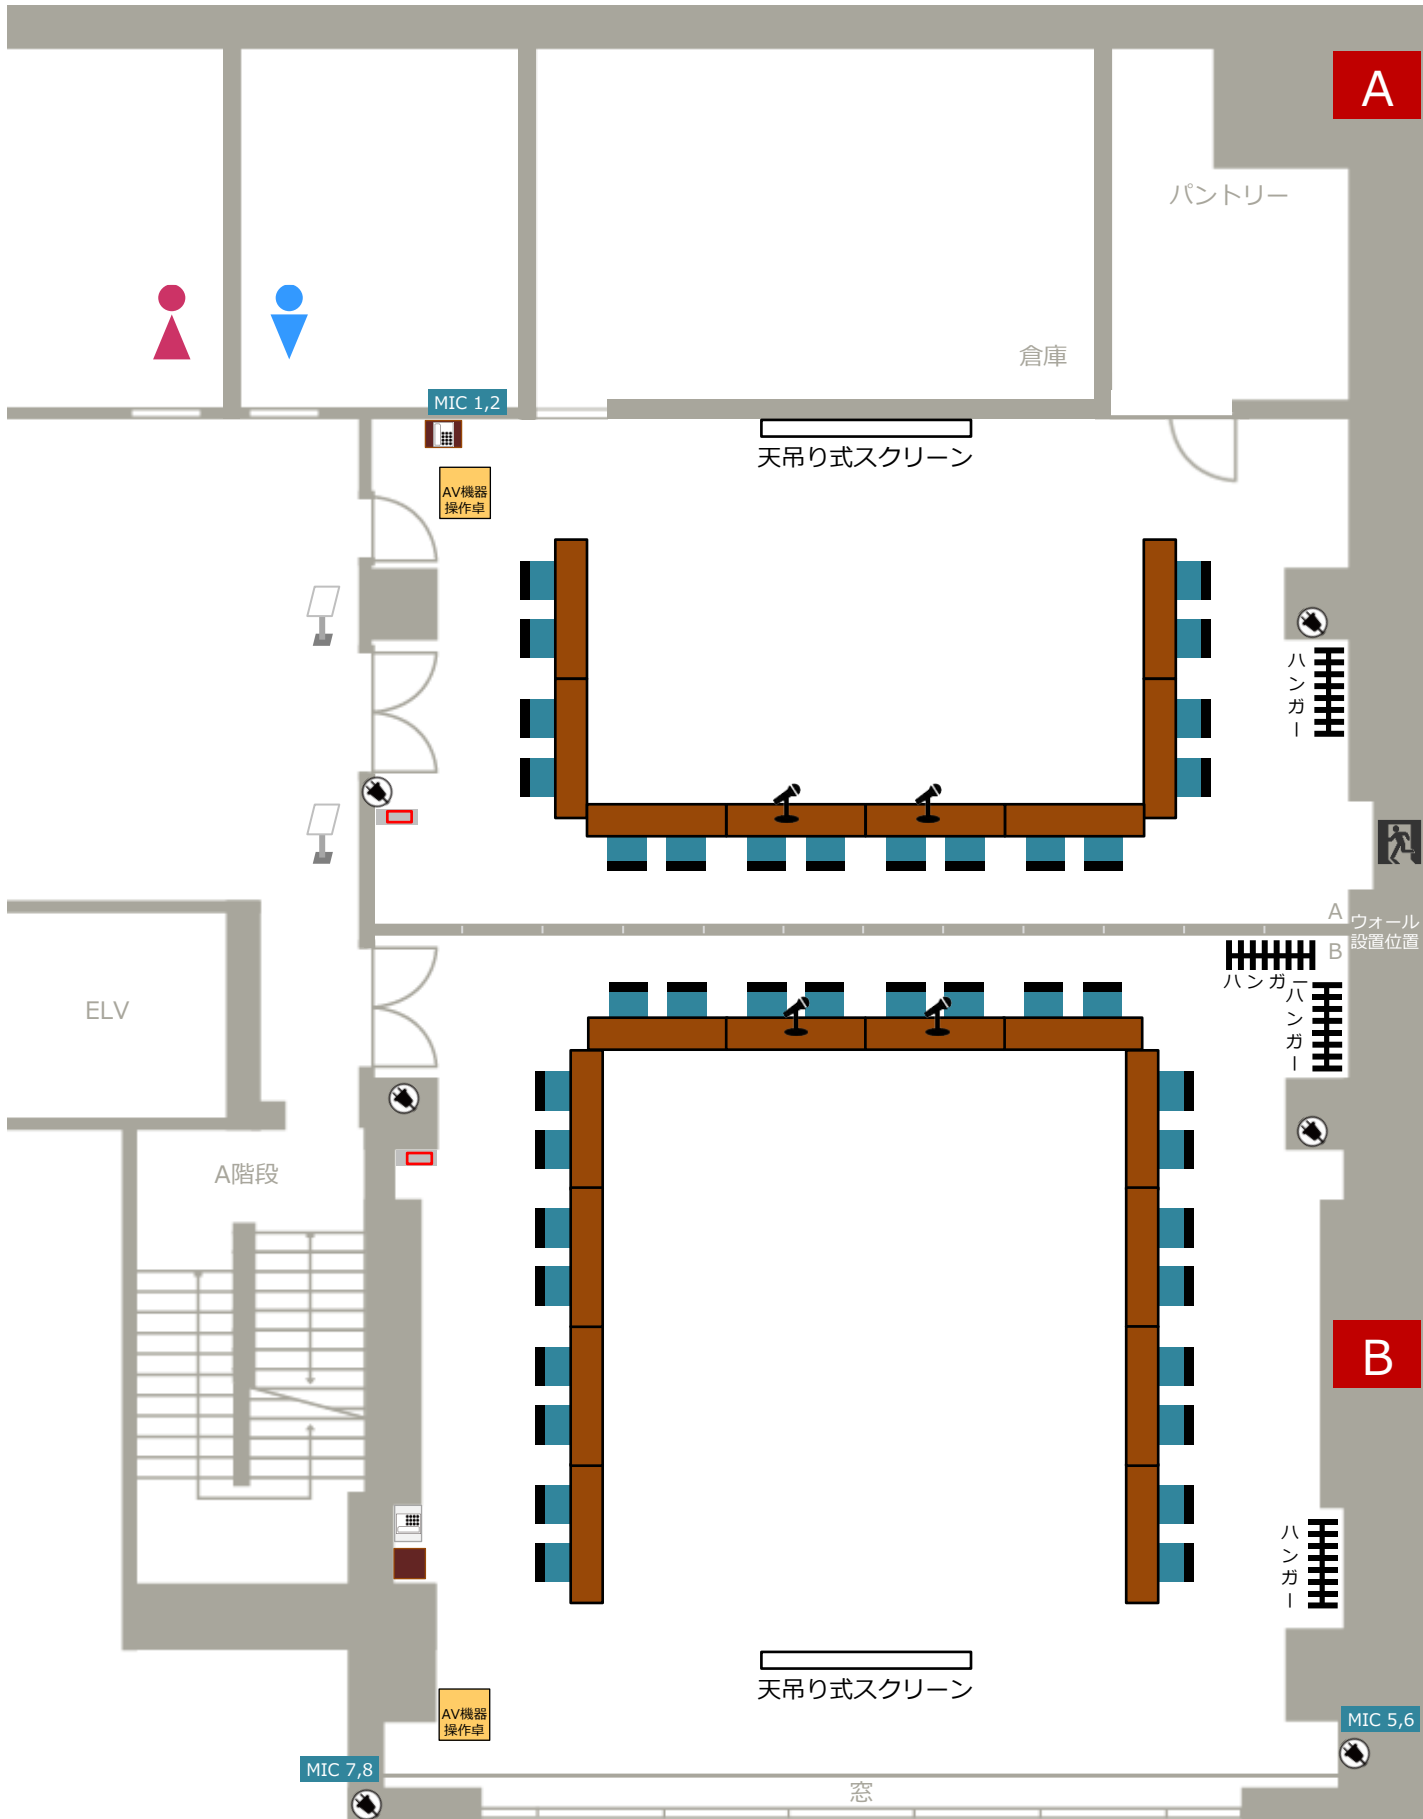 A
パントリー
倉庫
MIC 1,2
天吊り式スクリーン
AV機器
操作卓
ハンガー
A
ウォール
設置位置
B
ハンガー
ハンガー
ELV
A階段
B
ハンガー
天吊り式スクリーン
AV機器
操作卓
MIC 5,6
MIC 7,8
窓